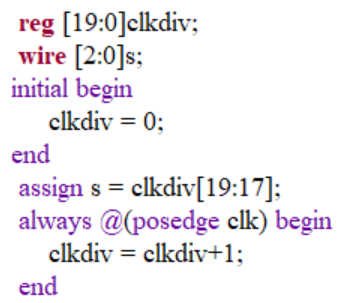 reg [19:0]clkdiv;
wire [2:0]s;
initial begin
clkdiv = 0;
end
assign s = clkdiv[19:17];
always @(posedge clk) begin
clkdiv = clkdiv+1;
end